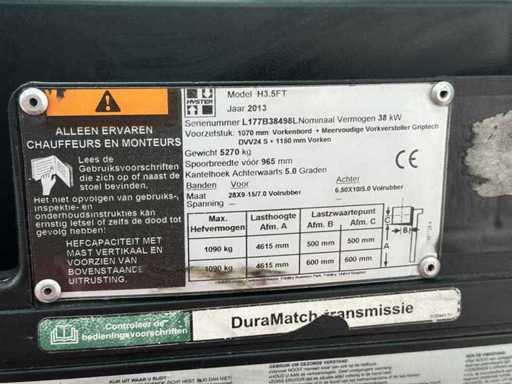 ALLEEN ERVAREN
CHAUFFEURS EN MONTEURS
Lees de
Gebruiksvoorschriften
die zich op of naast de
stoel bevinden.
Het niet opvolgen van gebruiks-,
inspectie- en
onderhoudsinstrukties kan een
ernstig letsel of zelfs de dood tot
gevolg hebben.
HEFCAPACITEIT MET
MAST VERTIKAAL EN
VOORZIEN VAN
BOVENSTAANDE
UITRUSTING.
HYSTER
Model H3.5FT
Jaar 2013
Serienummer L177B38498L Nominaal Vermogen 38 kW
Voorzetstuk: 1070 mm Vorkenbord + Meervoudige Vorkversteller Griptech
DVV24 S + 1150 mm Vorken
Gewicht 5270 kg
Spoorbreedte vóór 965 mm
Kantelhoek Achterwaarts 5.0 Graden
Banden Voor Achter
Maat 28X9-15/7.0 Volrubber 6.50X10/5.0 Volrubber
Spanning - -
CE
Max. Hefvermogen Lasthoogte Afm. A Lastzwaartepunt Afm. B Afm. C
1090 kg 4615 mm 500 mm 500 mm
1090 kg 4615 mm 600 mm 600 mm
C
B
A
Controleer de
bedieningsvoorschriften
DuraMatch transmissie